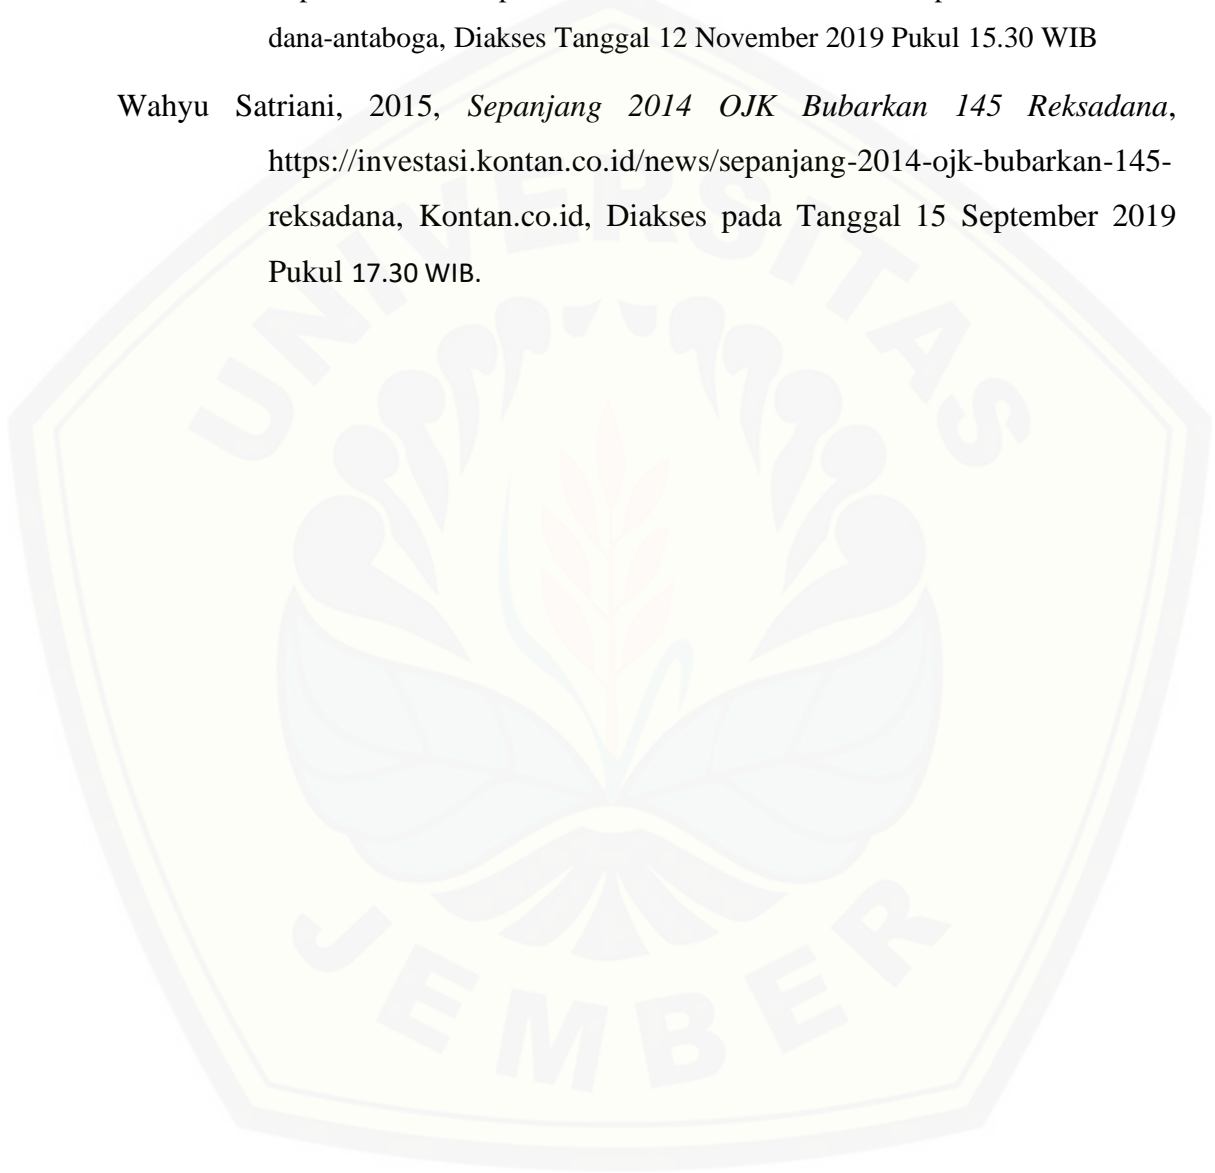 dana-antaboga, Diakses Tanggal 12 November 2019 Pukul 15.30 WIB
Wahyu Satriani, 2015, Sepanjang 2014 OJK Bubarkan 145 Reksadana,
https://investasi.kontan.co.id/news/sepanjang-2014-ojk-bubarkan-145-
reksadana, Kontan.co.id, Diakses pada Tanggal 15 September 2019
Pukul 17.30 WIB.
UNIVERSITAS
JEMBER